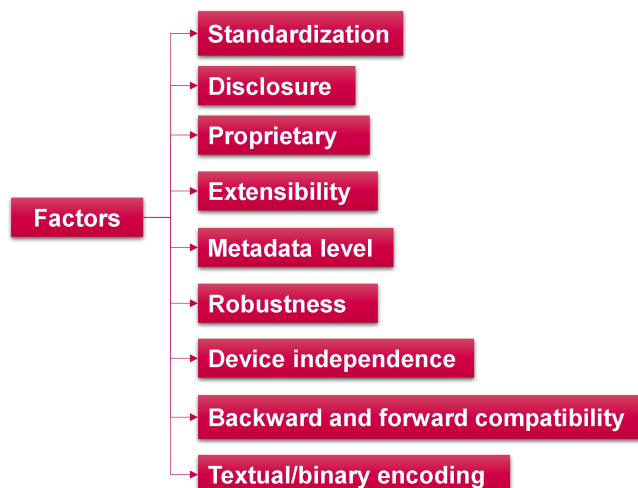 Standardization
Disclosure
Proprietary
Extensibility
Factors
Metadata level
Robustness
Device independence
Backward and forward compatibility
Textual/binary encoding